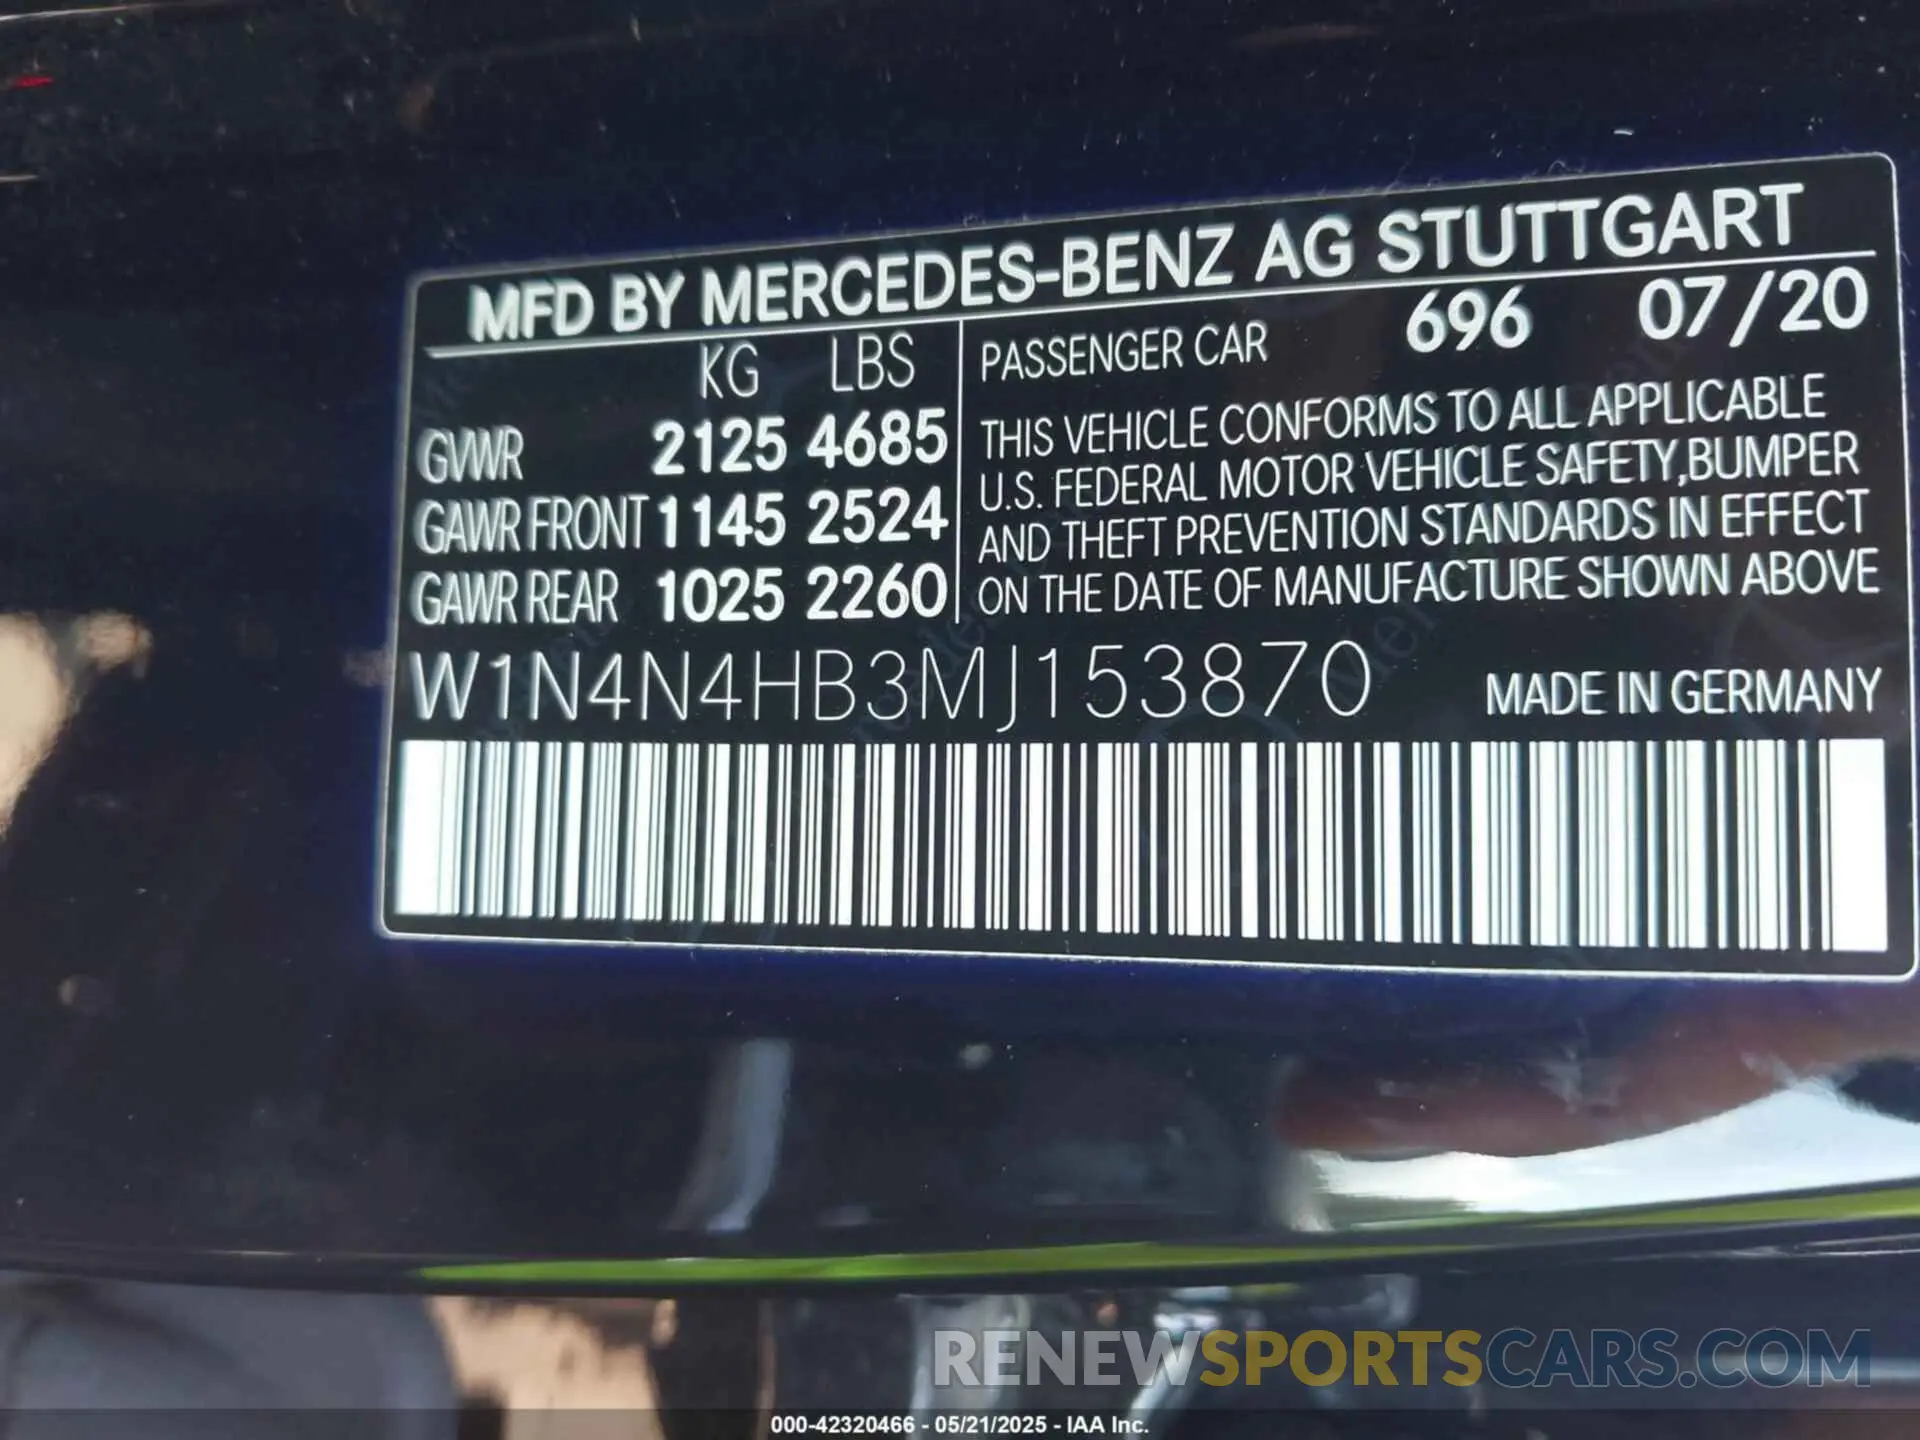 MFD BY MERCEDES-BENZ AG STUTTGART
KG LBS
GVWR 2125 4685
GAWR FRONT 1145 2524
GAWR REAR 1025 2260
PASSENGER CAR 696 07/20
THIS VEHICLE CONFORMS TO ALL APPLICABLE
U.S. FEDERAL MOTOR VEHICLE SAFETY,BUMPER
AND THEFT PREVENTION STANDARDS IN EFFECT
ON THE DATE OF MANUFACTURE SHOWN ABOVE
W1N4N4HB3MJ153870 MADE IN GERMANY
RENEWSPORTSCARS.COM
000-42320466 - 05/21/2025 - IAA Inc.